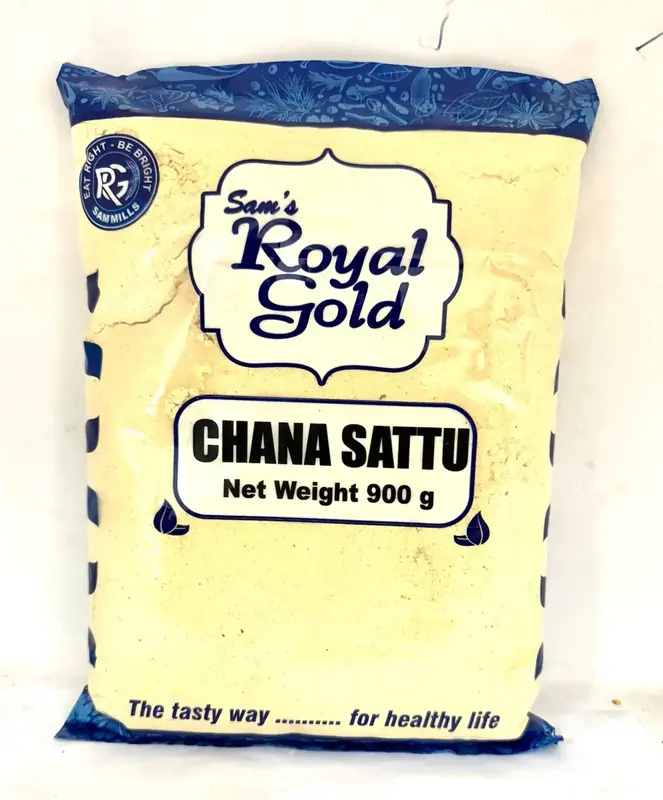 EAT RIGHT - BE BRIGHT
RG
SAMMILLS
Sam's
Royal
Gold
CHANA SATTU
Net Weight 900 g
The tasty way .......... for healthy life